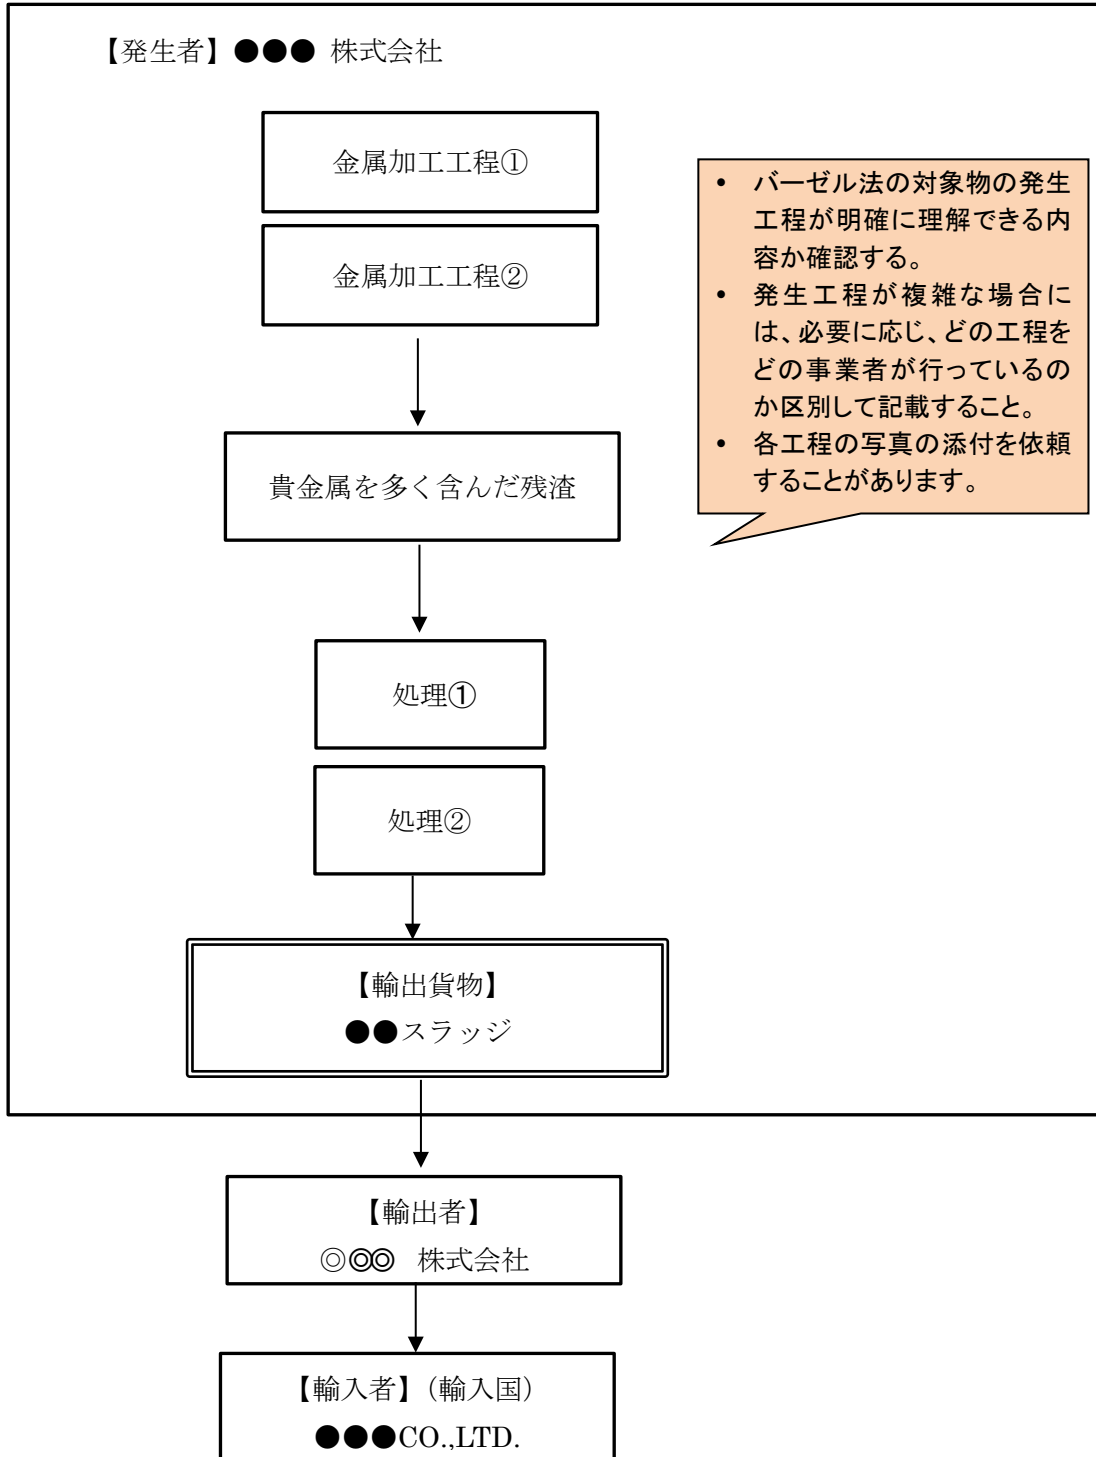 【発生者】●●● 株式会社
金属加工工程①
金属加工工程②
• バーゼル法の対象物の発生
工程が明確に理解できる内
容か確認する。
• 発生工程が複雑な場合に
は、必要に応じ、どの工程を
どの事業者が行っているの
か区別して記載すること。
• 各工程の写真の添付を依頼
することがあります。
貴金属を多く含んだ残渣
処理①
処理②
【輸出貨物】
●●スラッジ
【輸出者】
◎◎◎ 株式会社
【輸入者】（輸入国）
●●●CO.,LTD.